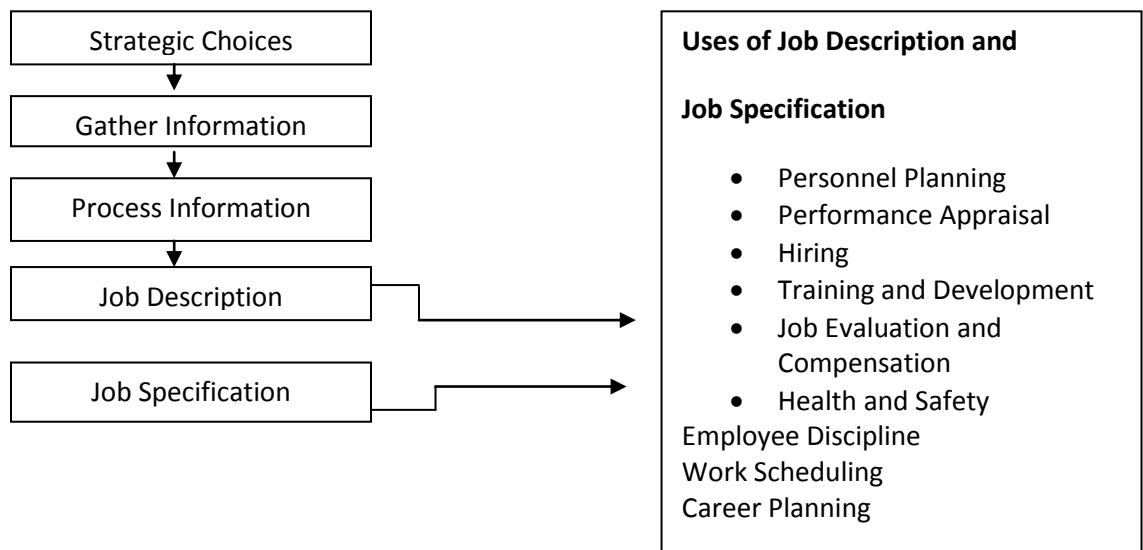 Strategic Choices
Gather Information
Process Information
Job Description
Job Specification
Uses of Job Description and
Job Specification
• Personnel Planning
• Performance Appraisal
• Hiring
• Training and Development
• Job Evaluation and
Compensation
• Health and Safety
Employee Discipline
Work Scheduling
Career Planning